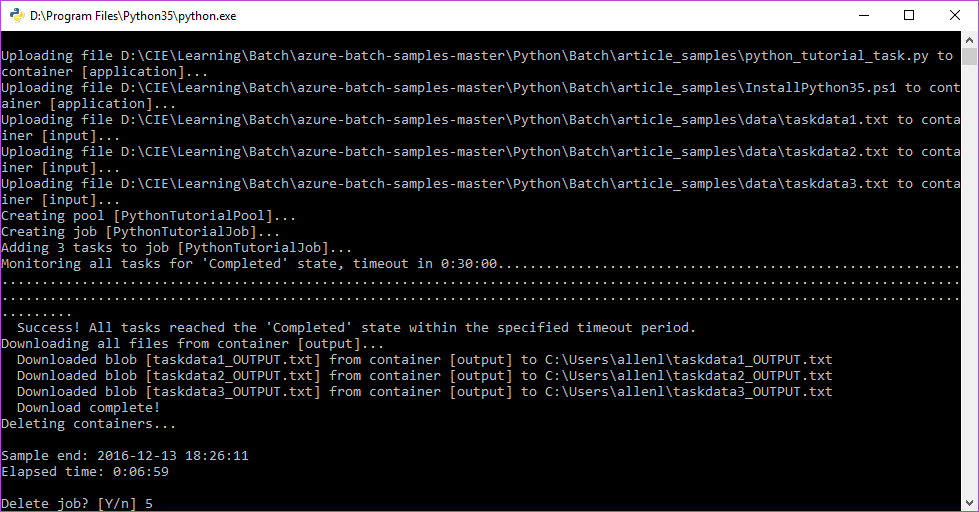 D:\Program Files\Python35\python.exe
Uploading file D:\CIE\Learning\Batch\azure-batch-samples-master\Python\Batch\article_samples\python_tutorial_task.py to
container [application]...
Uploading file D:\CIE\Learning\Batch\azure-batch-samples-master\Python\Batch\article_samples\InstallPython35.ps1 to cont
ainer [application]...
Uploading file D:\CIE\Learning\Batch\azure-batch-samples-master\Python\Batch\article_samples\data\taskdata1.txt to conta
iner [input]...
Uploading file D:\CIE\Learning\Batch\azure-batch-samples-master\Python\Batch\article_samples\data\taskdata2.txt to conta
iner [input]...
Uploading file D:\CIE\Learning\Batch\azure-batch-samples-master\Python\Batch\article_samples\data\taskdata3.txt to conta
iner [input]...
Creating pool [PythonTutorialPool]...
Creating job [PythonTutorialJob]...
Adding 3 tasks to job [PythonTutorialJob]...
Monitoring all tasks for 'Completed' state, timeout in 0:30:00..........................................................
........................................................................................................................
........................................................................................................................
.........
  Success! All tasks reached the 'Completed' state within the specified timeout period.
Downloading all files from container [output]...
  Downloaded blob [taskdata1_OUTPUT.txt] from container [output] to C:\Users\allenl\taskdata1_OUTPUT.txt
  Downloaded blob [taskdata2_OUTPUT.txt] from container [output] to C:\Users\allenl\taskdata2_OUTPUT.txt
  Downloaded blob [taskdata3_OUTPUT.txt] from container [output] to C:\Users\allenl\taskdata3_OUTPUT.txt
  Download complete!
Deleting containers...
Sample end: 2016-12-13 18:26:11
Elapsed time: 0:06:59
Delete job? [Y/n] 5